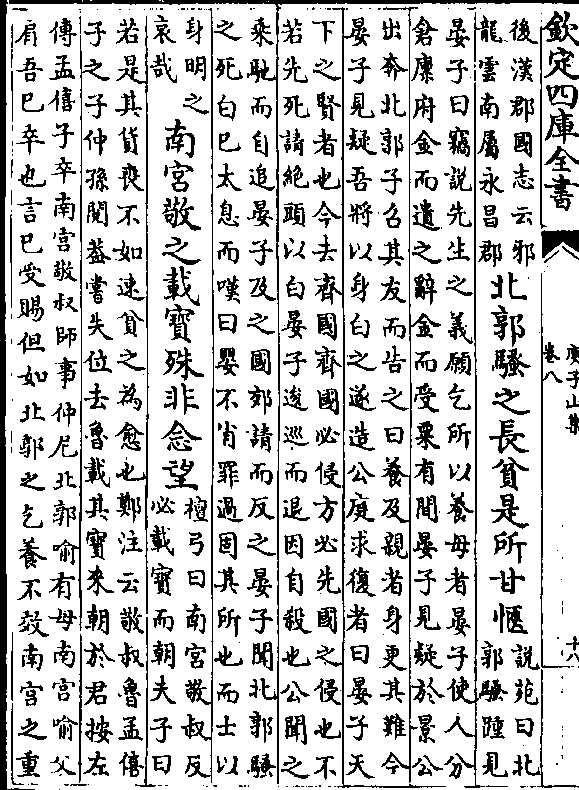 欽定四庫全書
庾子山集
卷八
十八
後漢郡國志云邪
龍雲南屬永昌郡
北郭騷之長貧是所甘愜
說苑曰北
郭騷踵見
晏子曰竊說先生之義願乞所以養母者晏子使人分
倉廩府金而遺之辭金而受粟有間晏子見疑於景公
出奔北郭子召其友而告之曰養及親者身更其難今
晏子見疑吾將以身白之遂造公庭求復者曰晏子天
下之賢者也今去齊國齊國必侵方必先國之侵也不
若先死請絕頭以白晏子逡巡而退因自殺也公聞之
乘馳而自追晏子及之國郊請而反之晏子聞北郭騷
之死白已太息而嘆曰嬰不肖罪過固其所也而士以
身明之
哀哉
南宮敬之載寶殊非念望
檀弓曰南宮敬叔反
必載寶而朝夫子曰
若是其貨喪不如速貧之為愈也鄭注云敬叔魯孟僖
子之子仲孫閱葢嘗失位去魯載其寶來朝於君按左
傳孟僖子卒南宮敬叔師事仲尼北郭喻有母南宮喻父
肩吾已卒也言已受賜但如北郭之乞養不效南宮之重